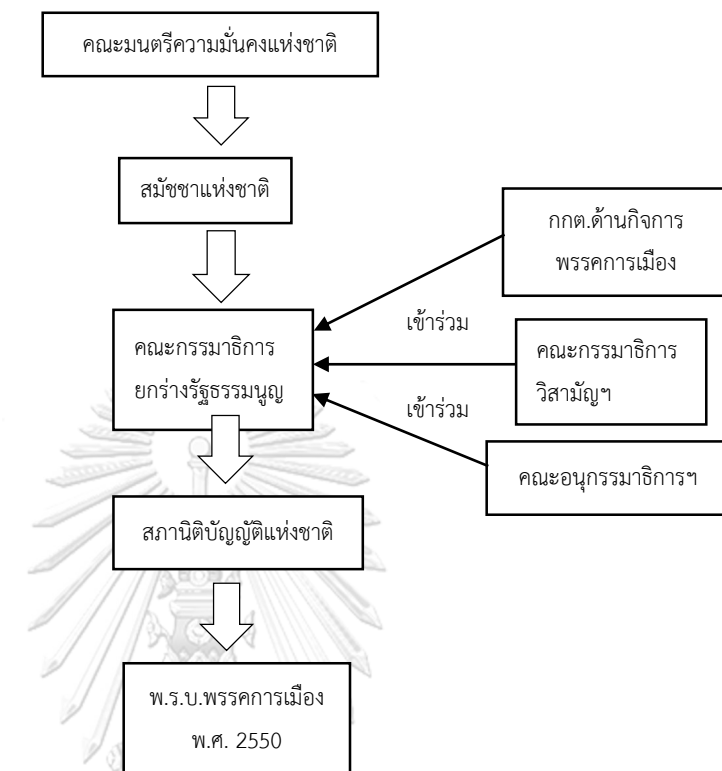 คณะมนตรีความมั่นคงแห่งชาติ
สมัชชาแห่งชาติ
กกต.ด้านกิจการ
พรรคการเมือง
เข้าร่วม
คณะกรรมาธิการ
ยกร่างรัฐธรรมนูญ
คณะกรรมาธิการ
วิสามัญฯ
เข้าร่วม
คณะอนุกรรมาธิการฯ
สภานิติบัญญัติแห่งชาติ
พ.ร.บ.พรรคการเมือง
พ.ศ. 2550